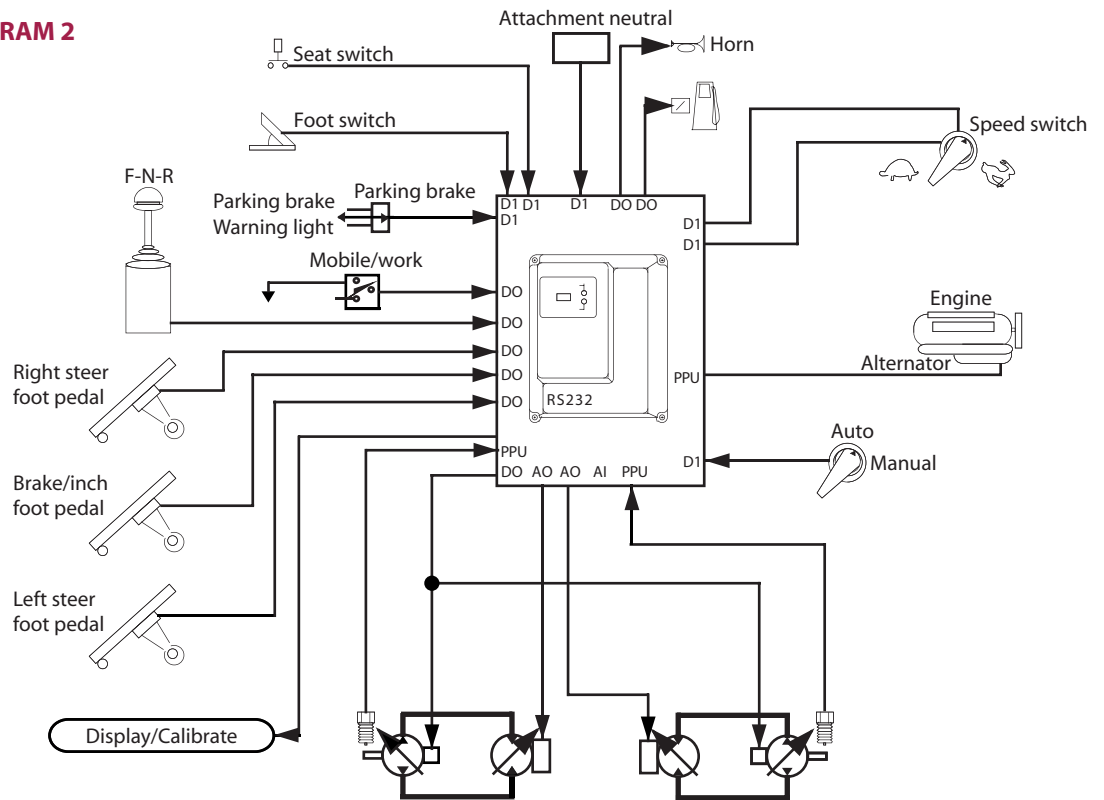 RAM 2
Attachment neutral
Horn
Seat switch
Foot switch
Speed switch
F-N-R
Parking brake
Parking brake
Warning light
D1 D1 D1 DO DO
D1
D1
D1
Mobile/work
DO
DO
Engine
Right steer
foot pedal
DO
DO
DO
Alternator
PPU
RS232
Auto
Manual
PPU
D1
DO AO AO AI PPU
Brake/inch
foot pedal
Left steer
foot pedal
Display/Calibrate